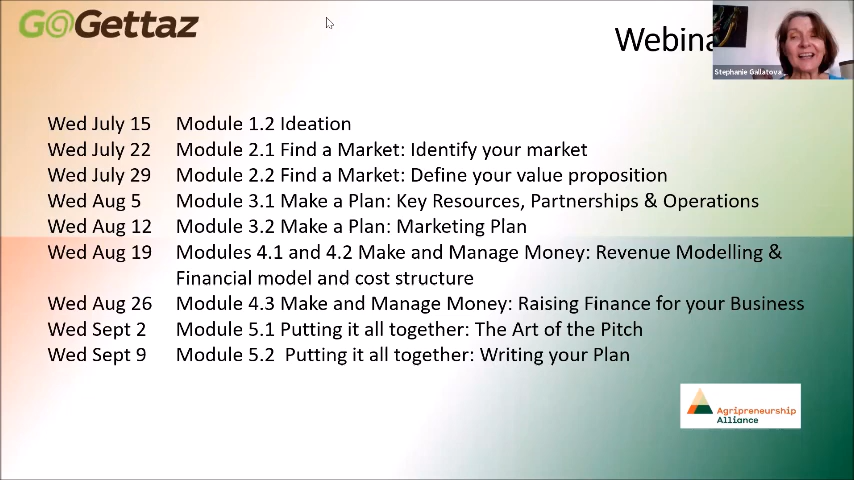 GoGettaz
Stephanie Gallatova
Wed July 15 Module 1.2 Ideation
Wed July 22 Module 2.1 Find a Market: Identify your market
Wed July 29 Module 2.2 Find a Market: Define your value proposition
Wed Aug 5 Module 3.1 Make a Plan: Key Resources, Partnerships & Operations
Wed Aug 12 Module 3.2 Make a Plan: Marketing Plan
Wed Aug 19 Modules 4.1 and 4.2 Make and Manage Money: Revenue Modelling &
Financial model and cost structure
Wed Aug 26 Module 4.3 Make and Manage Money: Raising Finance for your Business
Wed Sept 2 Module 5.1 Putting it all together: The Art of the Pitch
Wed Sept 9 Module 5.2 Putting it all together: Writing your Plan
Agripreneurship
Alliance